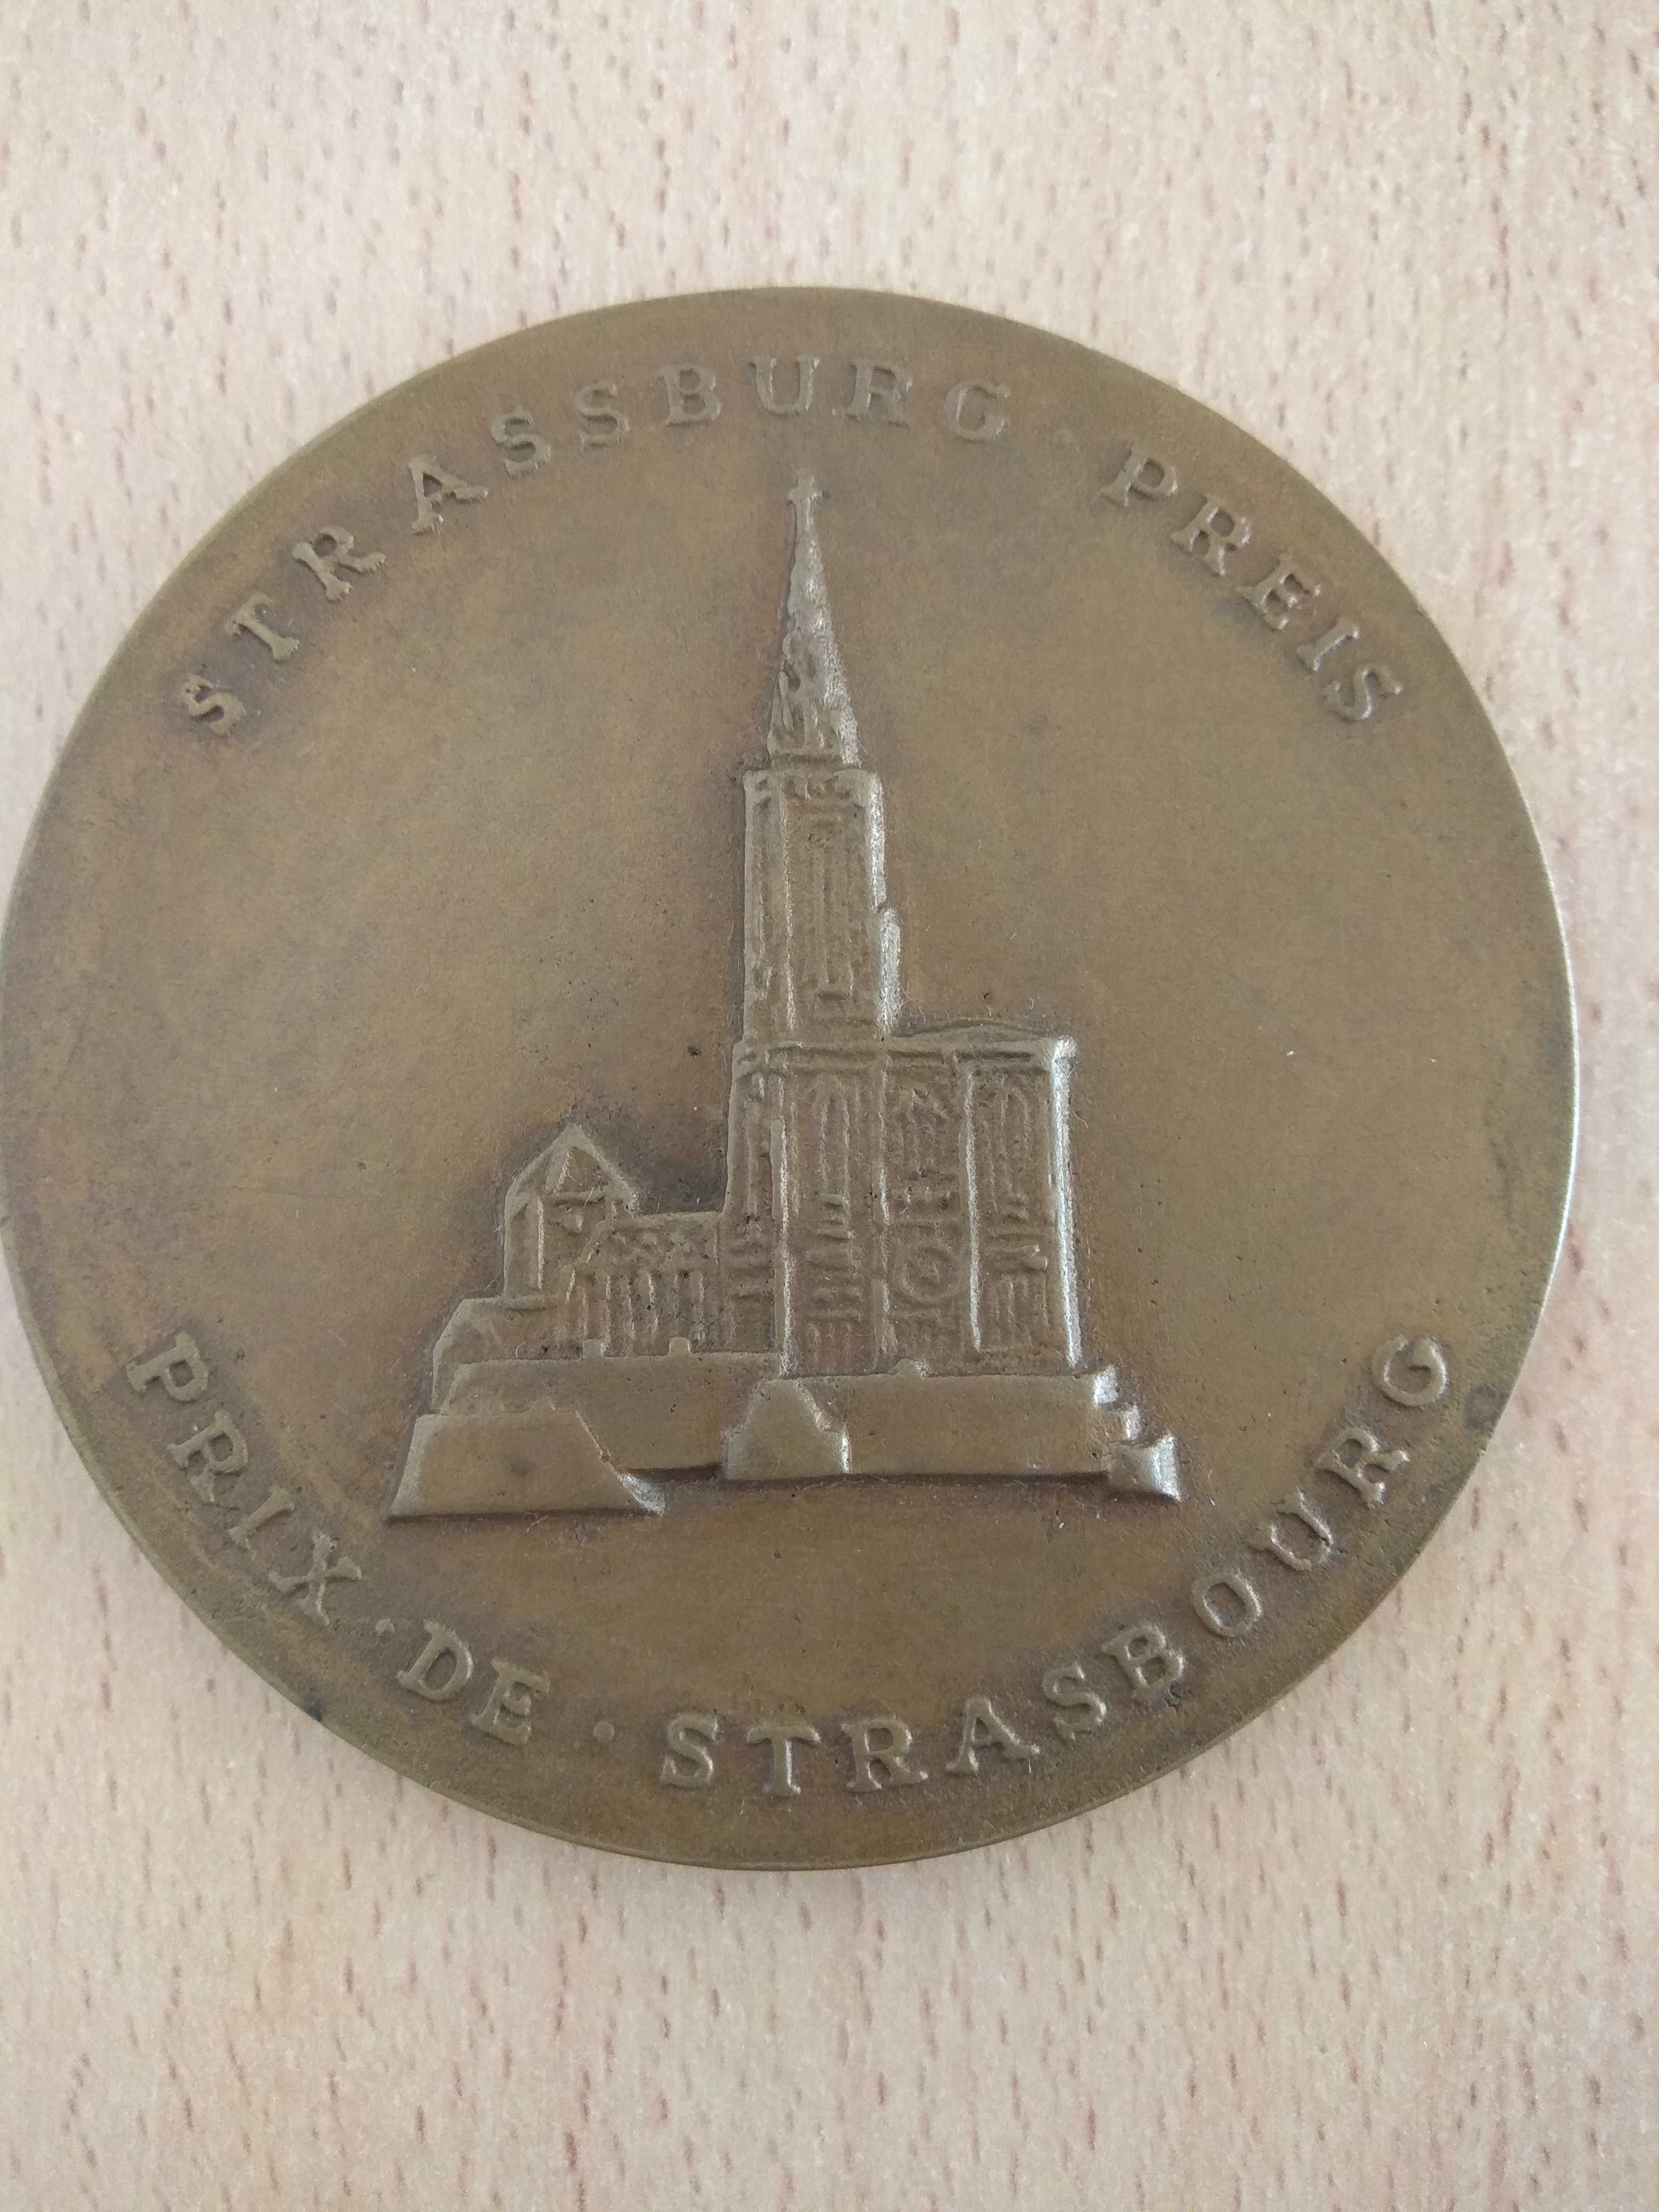 STRASSBURG · PREIS
PRIX · DE · STRASBOURG